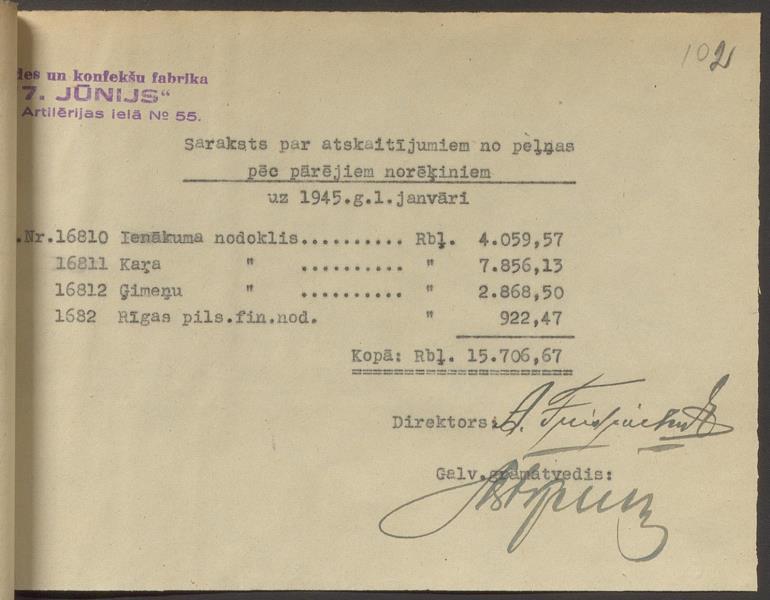 102
des un konfekšu fabrika
7. JŪNIJS"
Artilērijas ielā № 55.
Saraksts par atskaitījumiem no peļņas
pēc pārējiem norēķiniem
uz 1945.g.1.janvāri
.Nr.16810 Ienākuma nodoklis.......... Rbļ. 4.059,57
16811 Kaŗa " .......... " 7.856,13
16812 Ģimeņu " .......... " 2.868,50
1682 Rīgas pils.fin.nod. " 922,47
Kopā: Rbļ. 15.706,67
Direktors: A.
Galv.grāmatvedis: